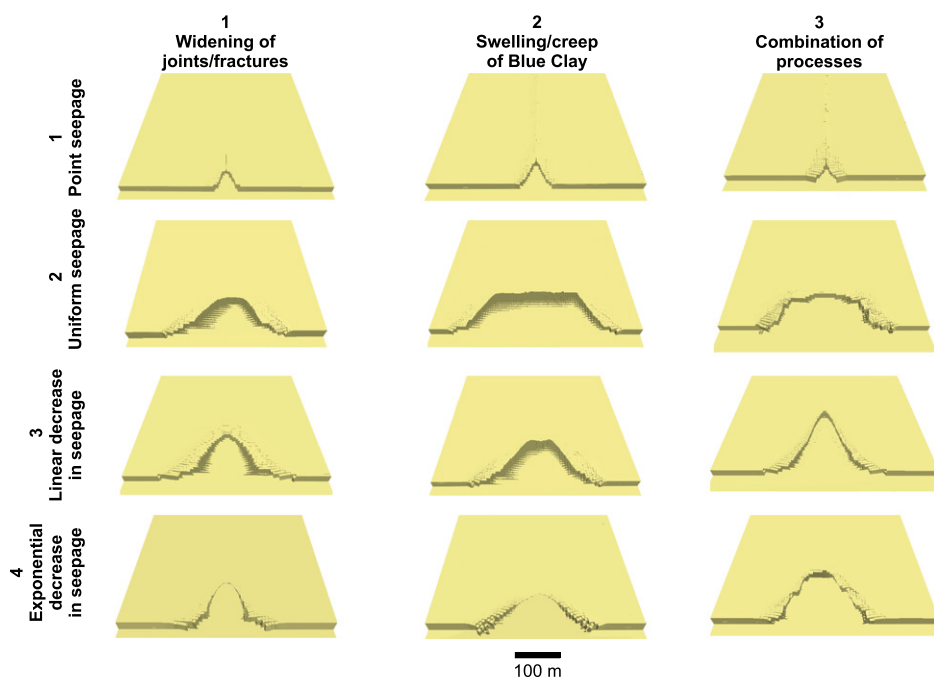 1
Widening of
joints/fractures
2
Swelling/creep
of Blue Clay
3
Combination of
processes
1
Point seepage
2
Uniform seepage
3
Linear decrease
in seepage
4
Exponential
decrease
in seepage
100 m